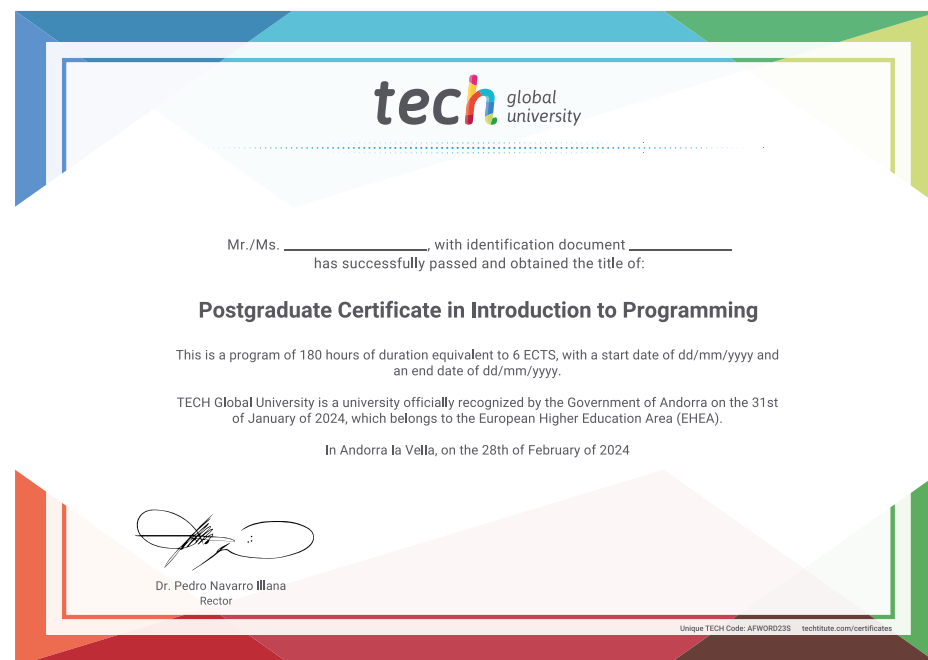 tech global
university
Mr./Ms. ____________, with identification document ____________
has successfully passed and obtained the title of:
Postgraduate Certificate in Introduction to Programming
This is a program of 180 hours of duration equivalent to 6 ECTS, with a start date of dd/mm/yyyy and
an end date of dd/mm/yyyy.
TECH Global University is a university officially recognized by the Government of Andorra on the 31st
of January of 2024, which belongs to the European Higher Education Area (EHEA).
In Andorra la Vella, on the 28th of February of 2024
Dr. Pedro Navarro Illana
Rector
Unique TECH Code: AFWORD23S techtitute.com/certificates